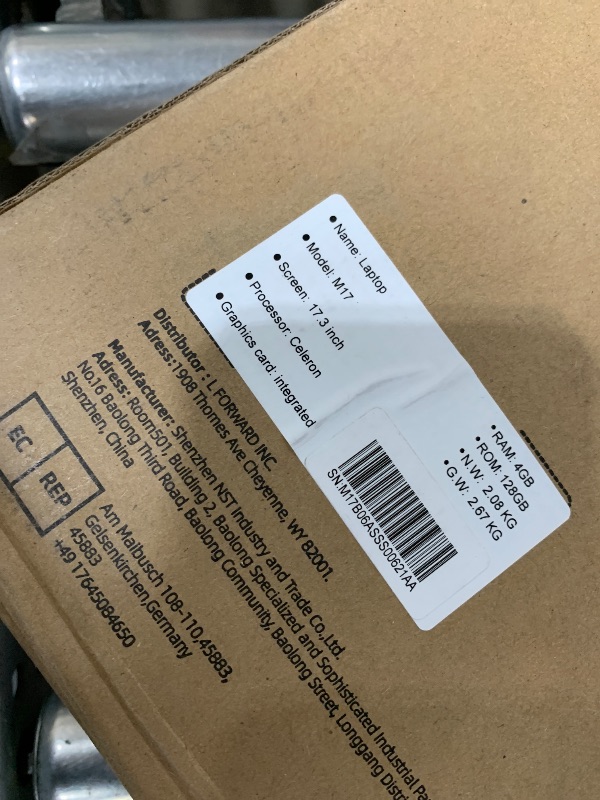 • Name: Laptop
• Model: M17
• Screen: 17.3 inch
• Processor: Celeron
• Graphics card: integrated
• RAM: 4GB
• ROM: 128GB
• N.W: 2.08 KG
• G.W: 2.67 KG
SN:M17B06ASSS00621AA
Distributor : L FORWARD INC.
Adress:1908 Thomes Ave Cheyenne, WY 82001.
Manufacturer: Shenzhen NST Industry and Trade Co.,Ltd.
Adress: Room501, Building 2, Baolong Specialized and Sophisticated Industrial
No.16 Baolong Third Road, Baolong Community, Baolong Street, Longgang
Shenzhen, China
EC REP
Am Maibusch 108-110,45883,
Gelsenkirchen,Germany
45883
+49 17645084650